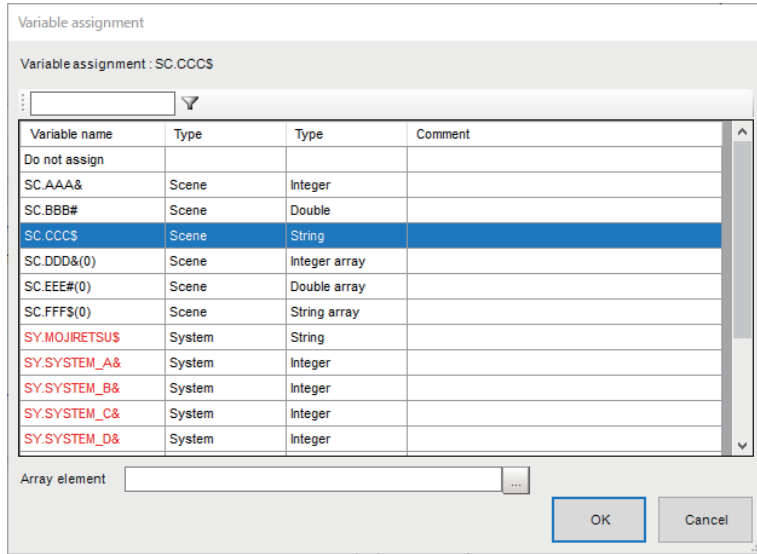 Variable assignment
Variable assignment : SC.CCC$
Variable name Type Type Comment
Do not assign
SC.AAA& Scene Integer
SC.BBB# Scene Double
SC.CCC$ Scene String
SC.DDD&(0) Scene Integer array
SC.EEE#(0) Scene Double array
SC.FFF$(0) Scene String array
SY.MOJIRETSU$ System String
SY.SYSTEM_A& System Integer
SY.SYSTEM_B& System Integer
SY.SYSTEM_C& System Integer
SY.SYSTEM_D& System Integer
Array element ...
OK Cancel